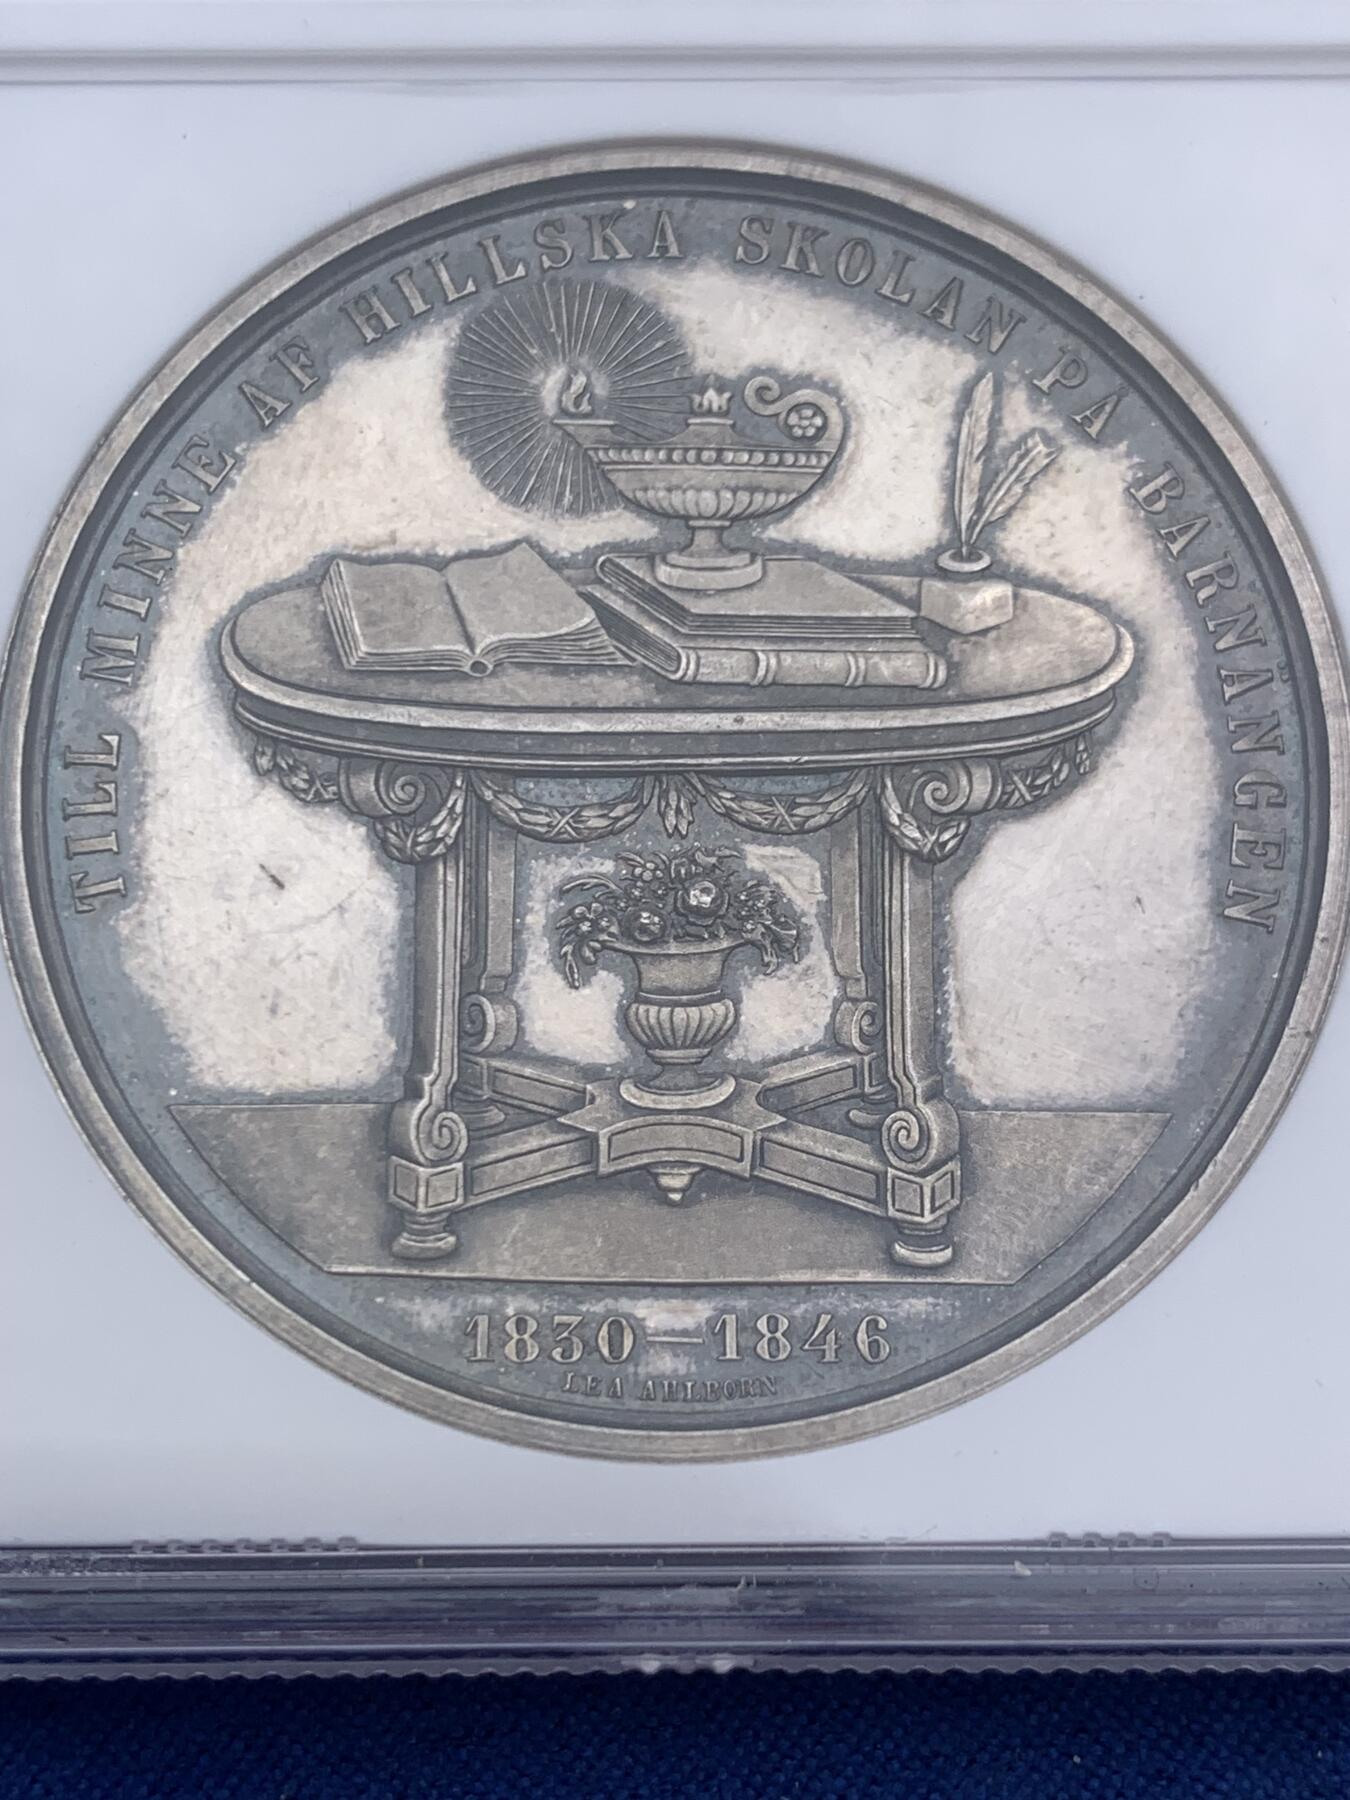 TILL MINNE AF HILLSKA SKOLAN PÅ BARNÄNGEN
1830—1846
LEA AHLBORN